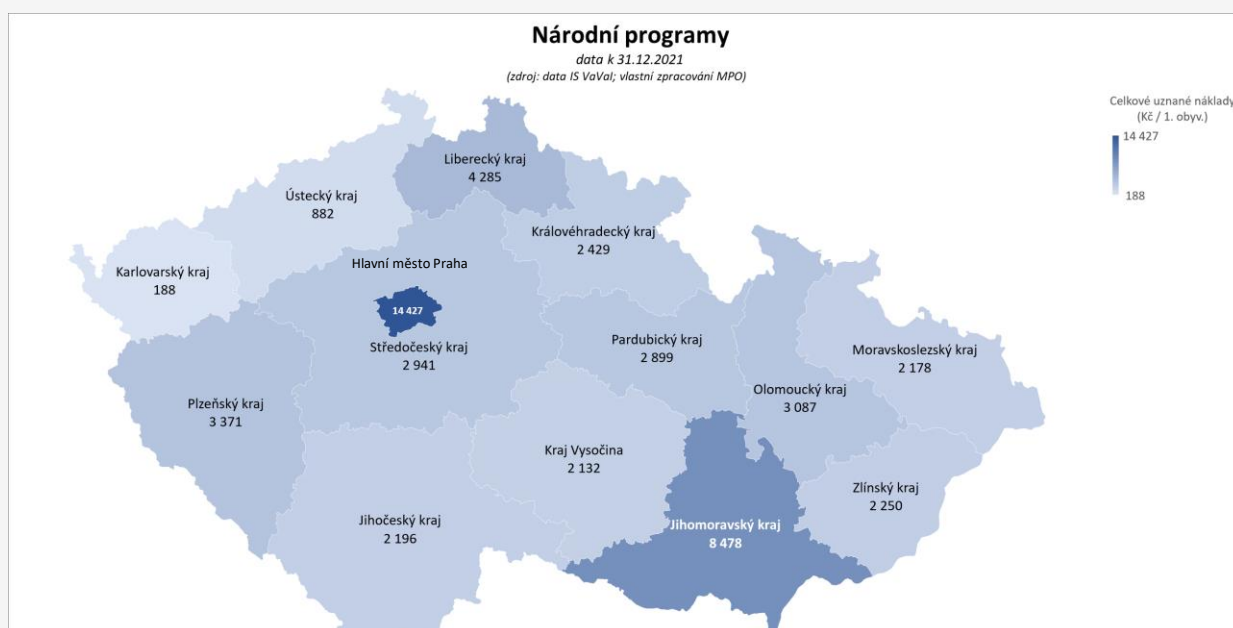 Národní programy
data k 31.12.2021
(zdroj: data IS VaVaI; vlastní zpracování MPO)
Celkové uznané náklady
(Kč / 1. obyv.)
14 427
188
Liberecký kraj
4 285
Ústecký kraj
882
Královéhradecký kraj
2 429
Karlovarský kraj
188
Hlavní město Praha
14 427
Středočeský kraj
2 941
Pardubický kraj
2 899
Moravskoslezský kraj
2 178
Olomoucký kraj
3 087
Plzeňský kraj
3 371
Kraj Vysočina
2 132
Zlínský kraj
2 250
Jihočeský kraj
2 196
Jihomoravský kraj
8 478